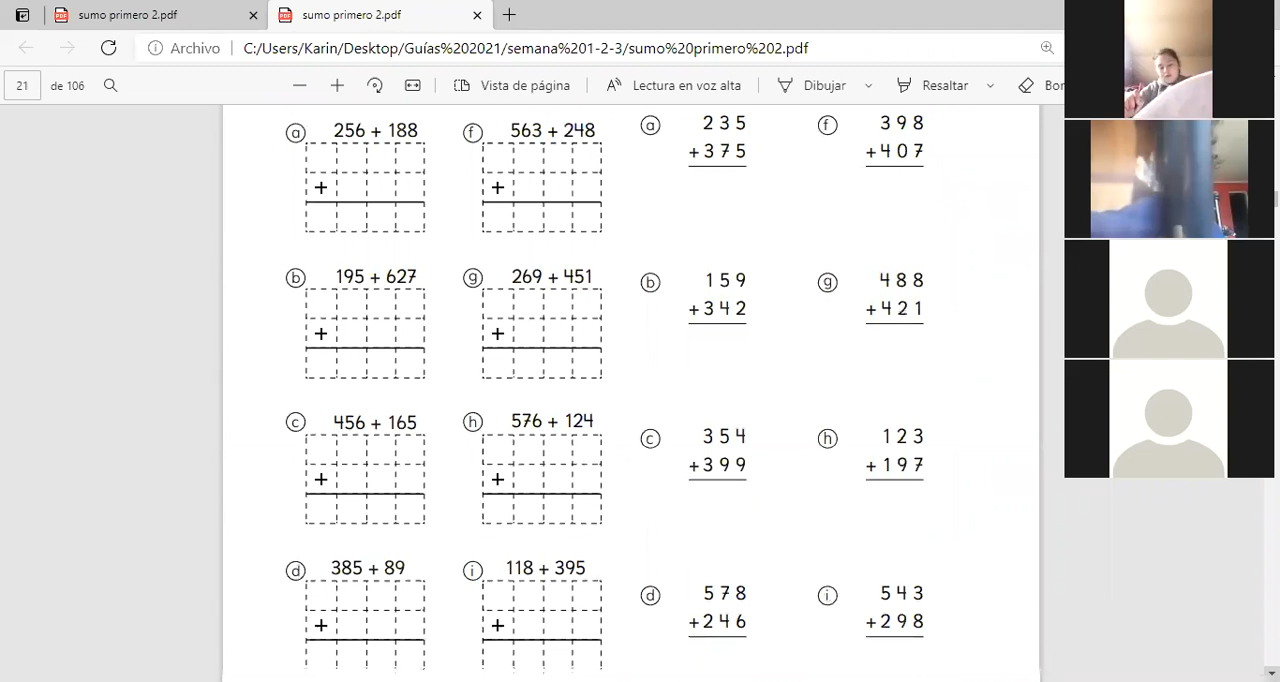 sumo primero 2.pdf
sumo primero 2.pdf
Archivo
C:/Users/Karin/Desktop/Guías%202021/semana%201-2-3/sumo%20primero%202.pdf
21 de 106
Vista de página
Lectura en voz alta
Dibujar
Resaltar
Bor
a 256 + 188
+
b 195 + 627
+
c 456 + 165
+
d 385 + 89
+
f 563 + 248
+
g 269 + 451
+
h 576 + 124
+
i 118 + 395
+
a 235
+375
b 159
+342
c 354
+399
d 578
+246
f 398
+407
g 488
+421
h 123
+197
i 543
+298